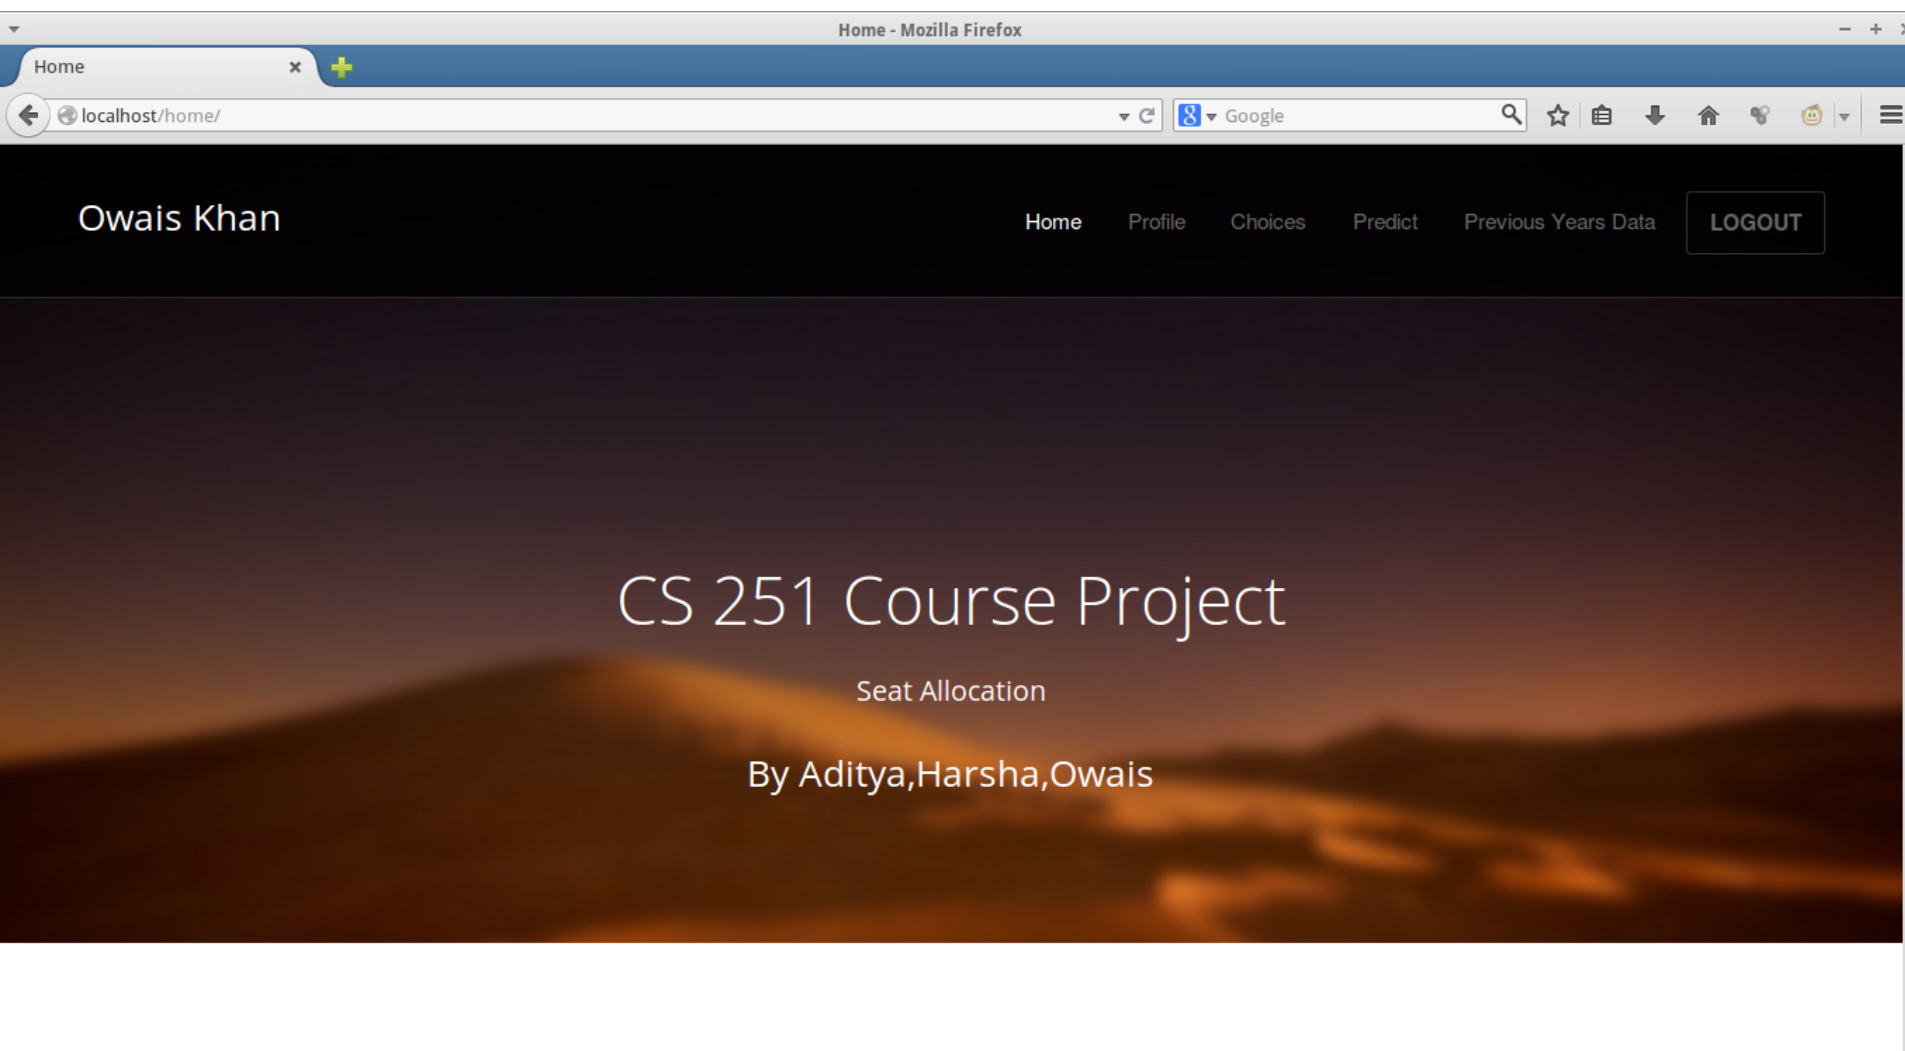 Home - Mozilla Firefox
Home
localhost/home/
8 Google
Owais Khan
Home Profile Choices Predict Previous Years Data LOGOUT
CS 251 Course Project
Seat Allocation
By Aditya,Harsha,Owais